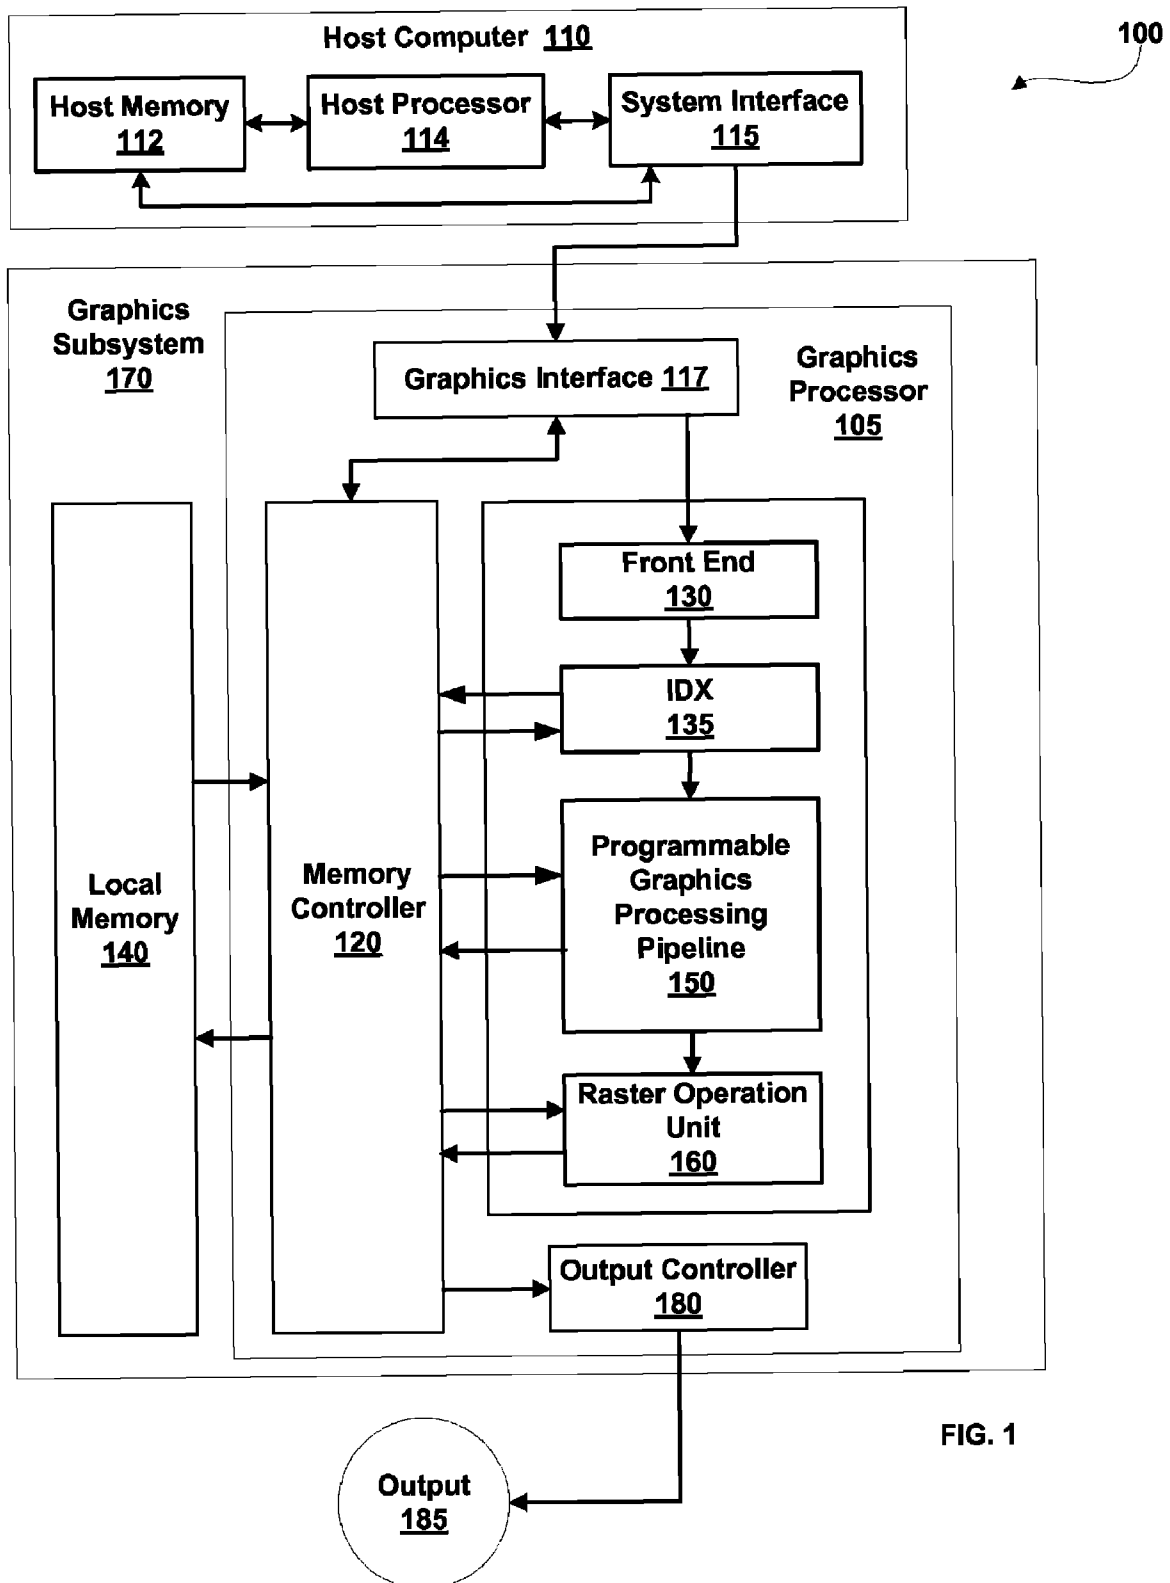 100
Host Computer 110
Host Memory
112
Host Processor
114
System Interface
115
Graphics
Subsystem
170
Graphics Interface 117
Graphics
Processor
105
Front End
130
IDX
135
Programmable
Graphics
Processing
Pipeline
150
Memory
Controller
120
Local
Memory
140
Raster Operation
Unit
160
Output Controller
180
FIG. 1
Output
185